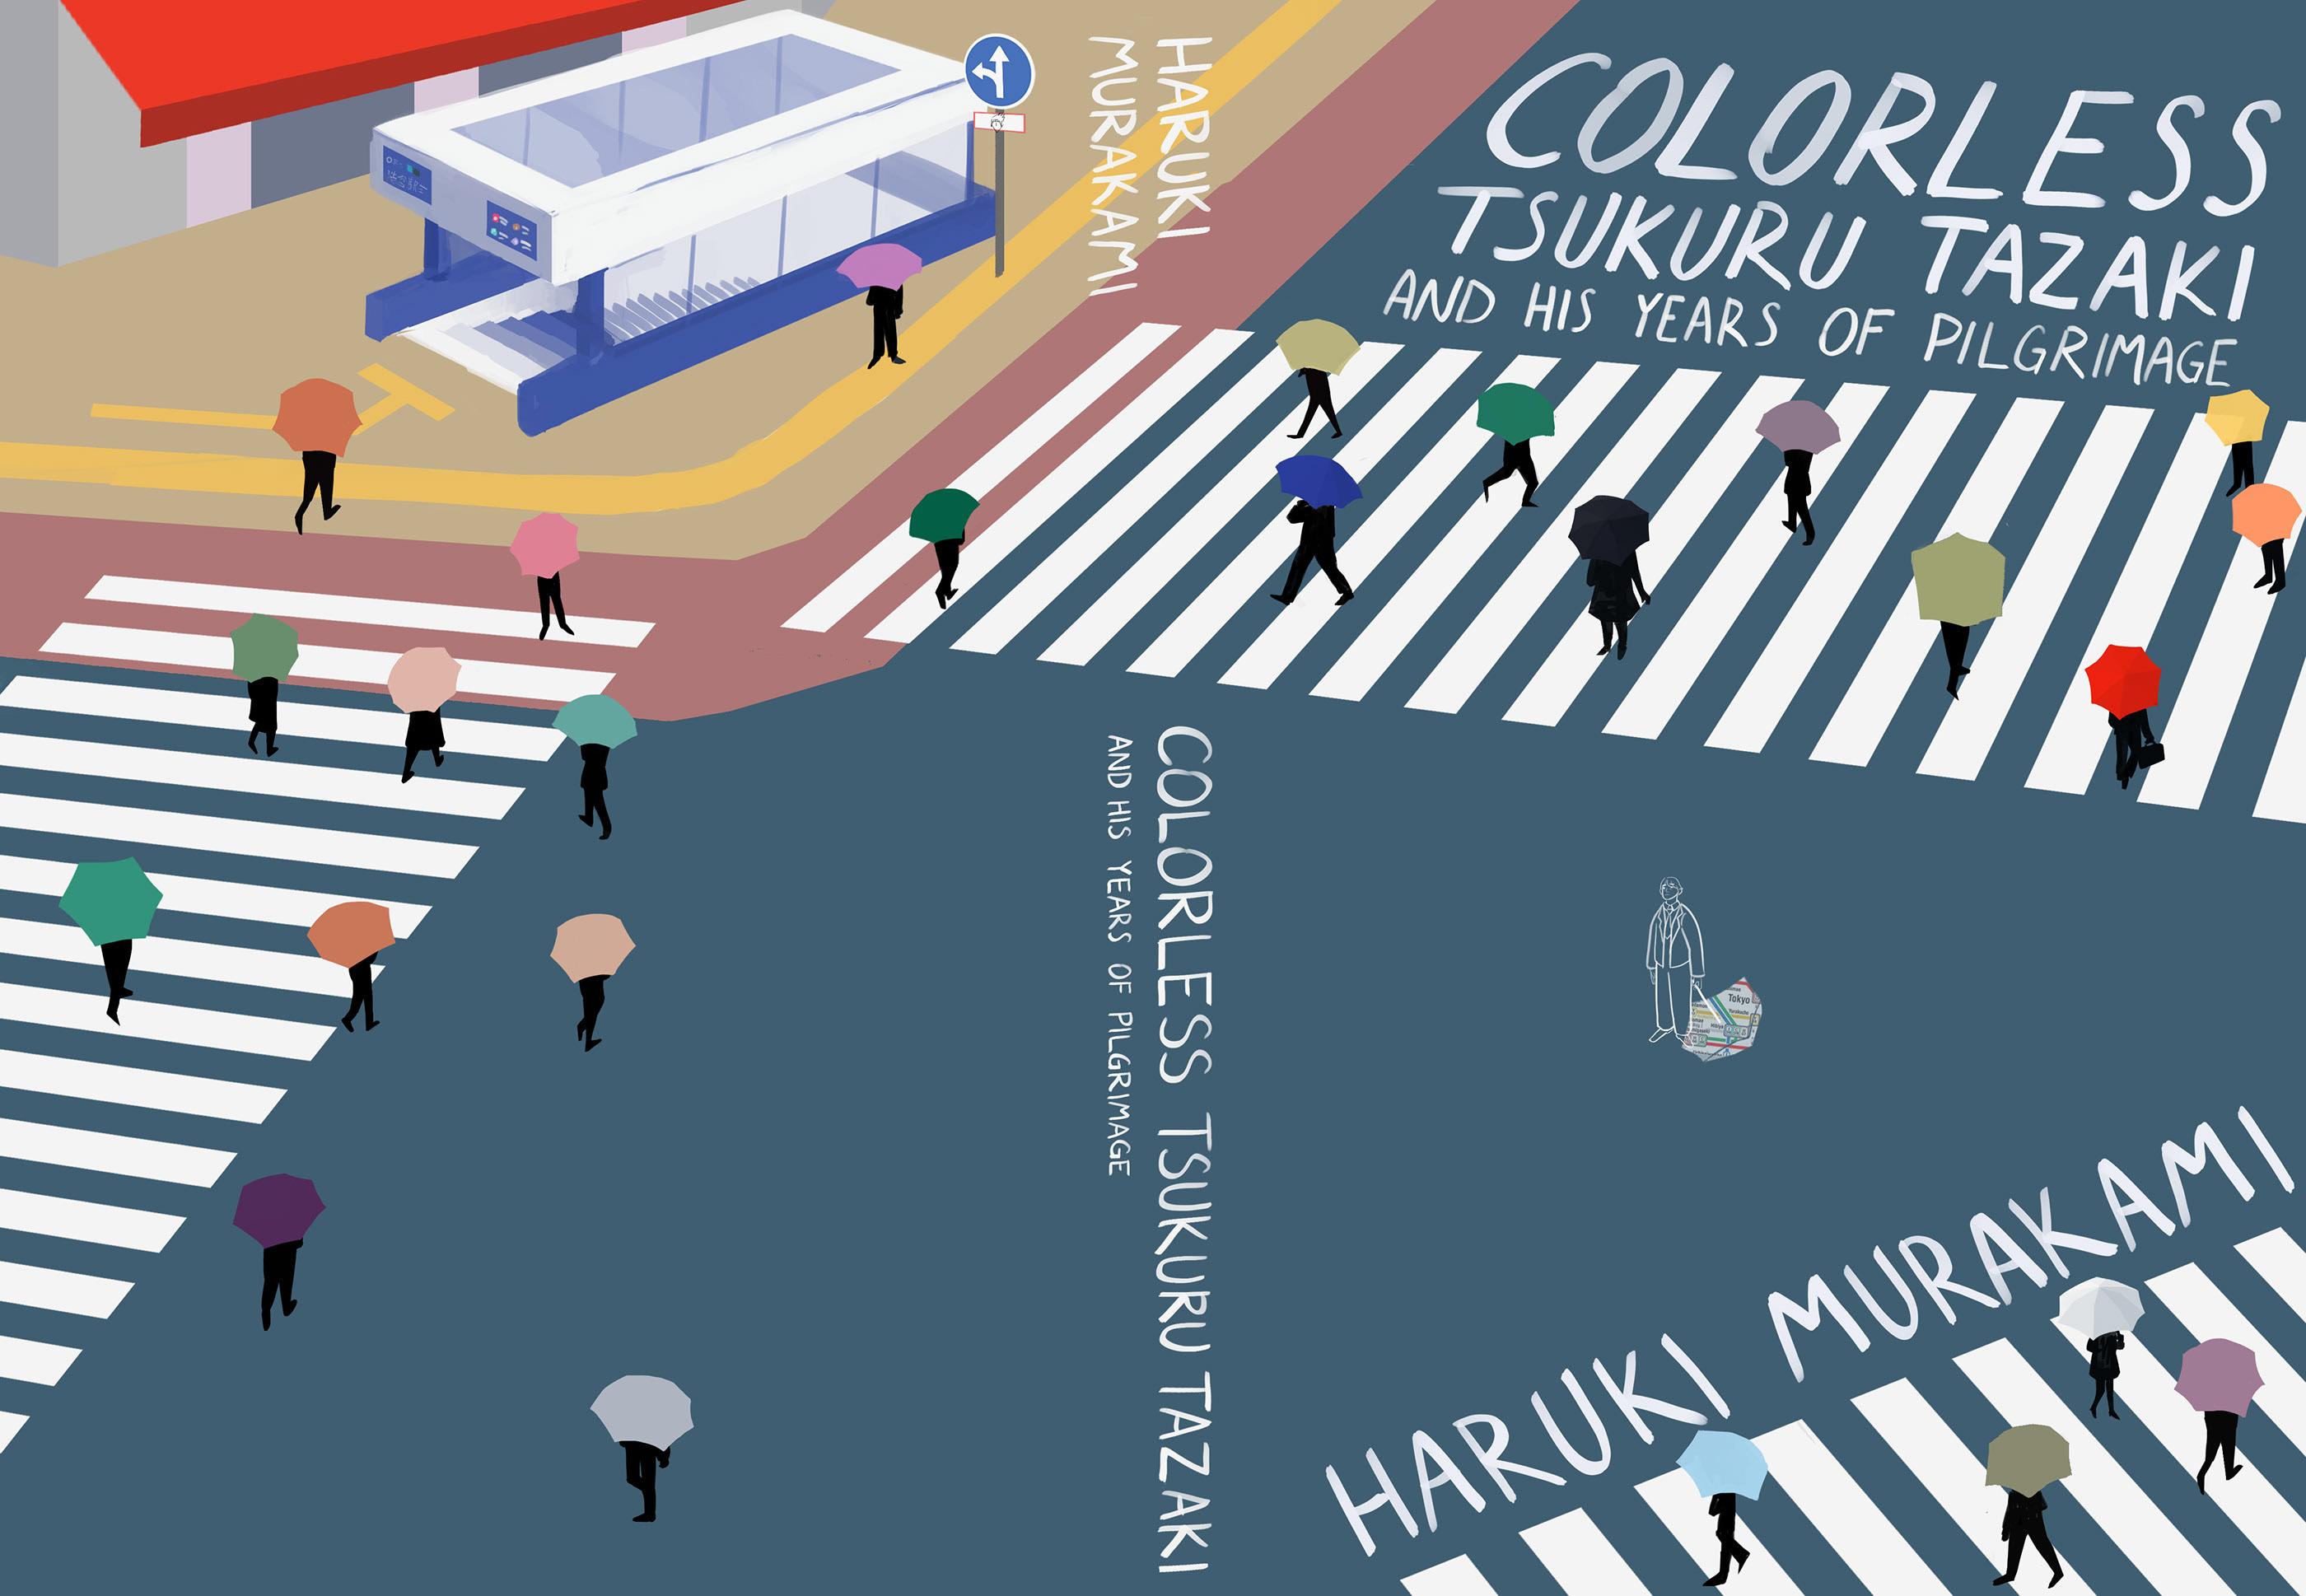 HARUKI
MURAKAMI
COLORLESS TSUKURU TAZAKI
AND HIS YEARS OF PILGRIMAGE
COLORLESS
TSUKURU TAZAKI
AND HIS YEARS OF PILGRIMAGE
Tokyo
HARUKI MURAKAMI